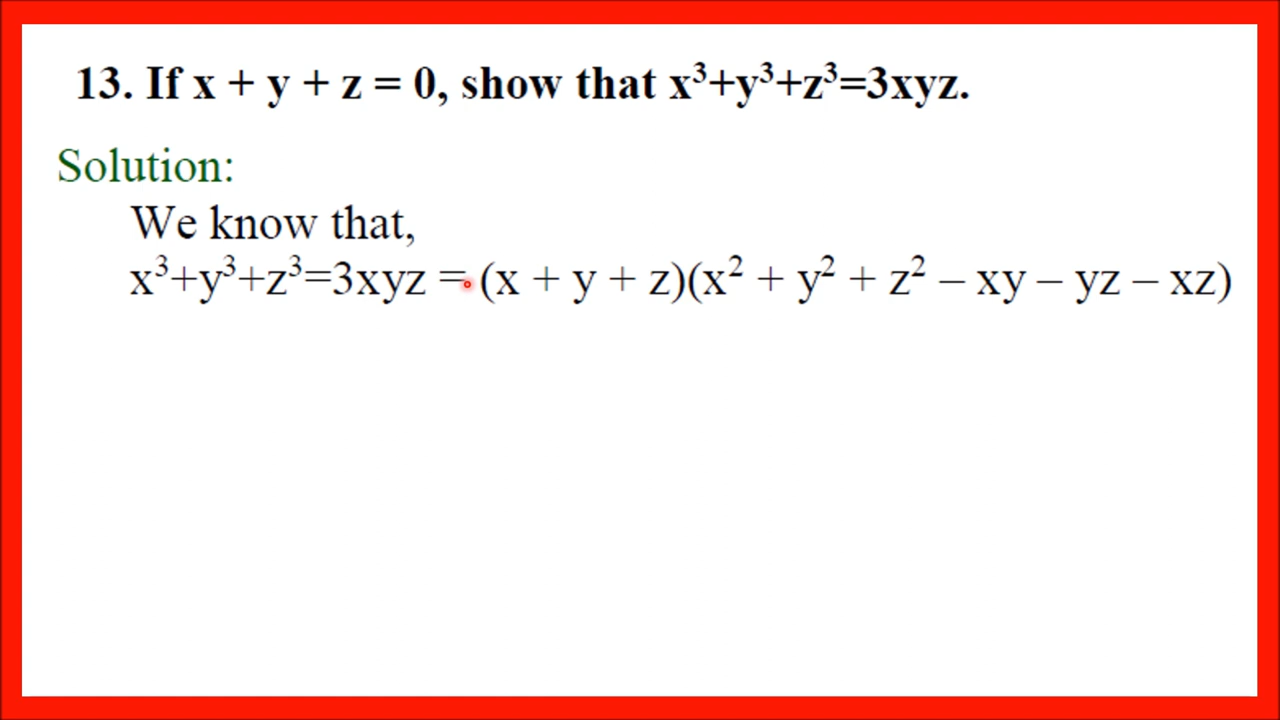 13. If x + y + z = 0, show that x³+y³+z³=3xyz.
Solution:
We know that,
x³+y³+z³=3xyz = (x + y + z)(x² + y² + z² – xy – yz – xz)